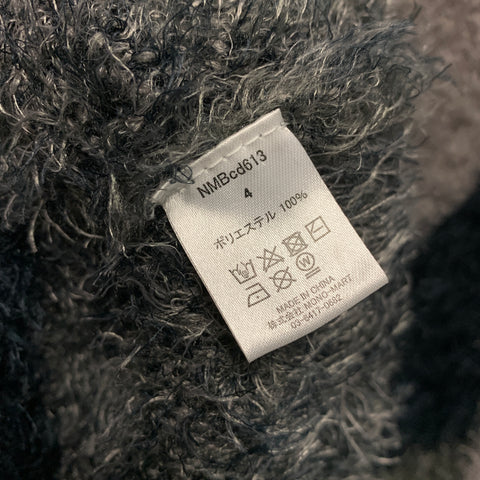 NMBcd613
4
ポリエステル 100%
W
MADE IN CHINA
株式会社 MONO-MART
03-6417-0682